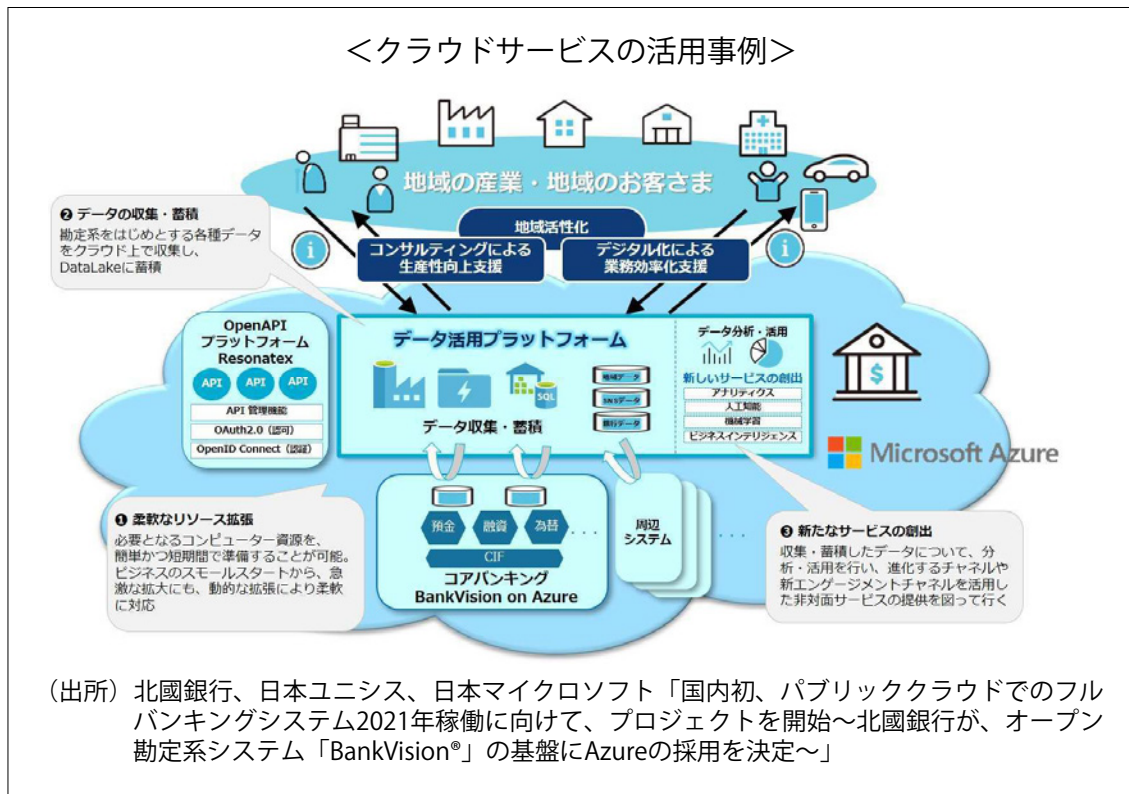 <クラウドサービスの活用事例>
地域の産業・地域のお客さま
❷ データの収集・蓄積
勘定系をはじめとする各種データ
をクラウド上で収集し、
DataLakeに蓄積
地域活性化
コンサルティングによる
生産性向上支援
デジタル化による
業務効率化支援
i
i
OpenAPI
プラットフォーム
Resonatex
API API API
API 管理機能
OAuth2.0（認可）
OpenID Connect（認証）
データ活用プラットフォーム
SQL
データ収集・蓄積
地域データ
SNSデータ
銀行データ
データ分析・活用
新しいサービスの創出
アナリティクス
人工知能
機械学習
ビジネスインテリジェンス
$
Microsoft Azure
❶ 柔軟なリソース拡張
必要となるコンピューター資源を、
簡単かつ短期間で準備することが可能。
ビジネスのスモールスタートから、急
激な拡大にも、動的な拡張により柔軟
に対応
預金 融資 為替 ・・・・
CIF
コアバンキング
BankVision on Azure
周辺
システム
・・・・
❸ 新たなサービスの創出
収集・蓄積したデータについて、分
析・活用を行い、進化するチャネルや
新エンゲージメントチャネルを活用し
た非対面サービスの提供を図って行く
（出所）北國銀行、日本ユニシス、日本マイクロソフト「国内初、パブリッククラウドでのフル
バンキングシステム2021年稼働に向けて、プロジェクトを開始～北國銀行が、オープン
勘定系システム「BankVision®」の基盤にAzureの採用を決定～」